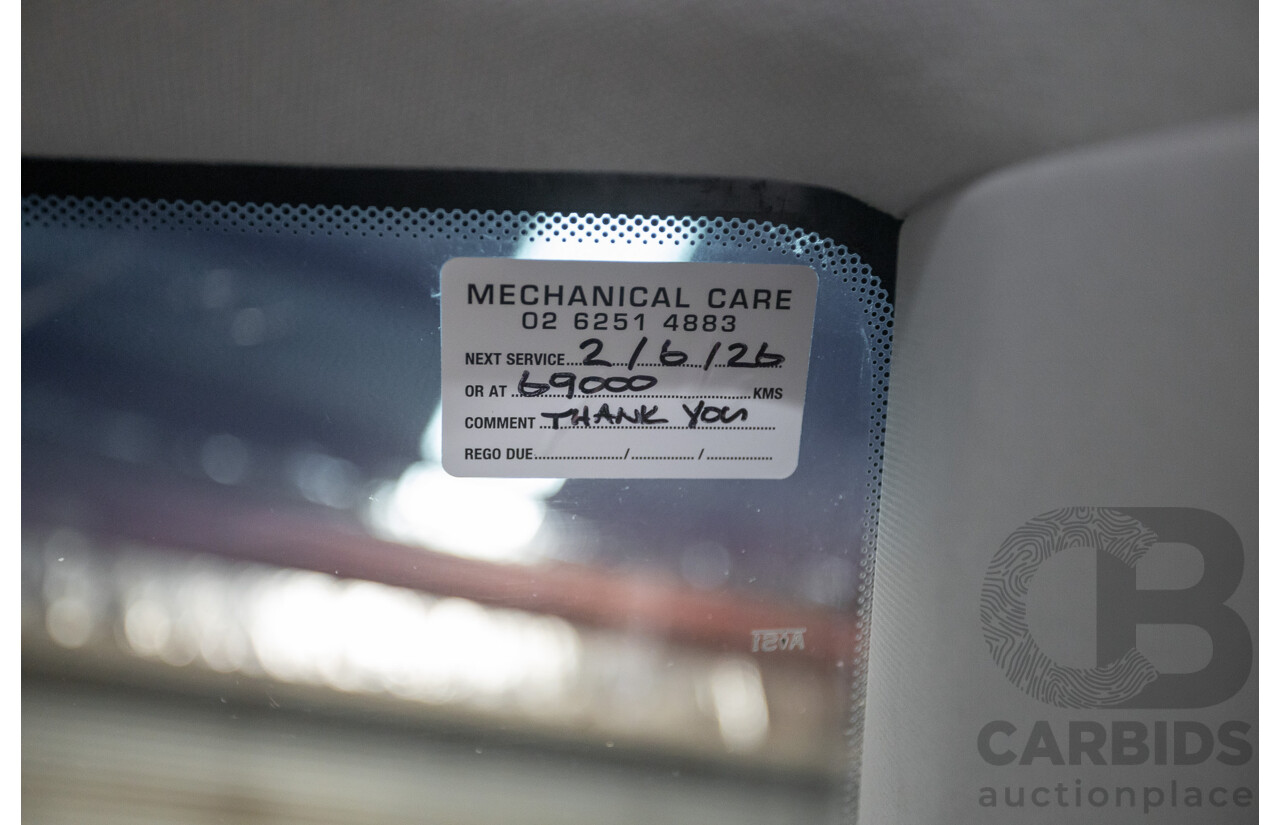 MECHANICAL CARE
02 6251 4883
NEXT SERVICE....2/6/26
OR AT ...69000...KMS
COMMENT ...THANK YOU
REGO DUE....................../................ /.................
CB
CARBIDS
auctionplace